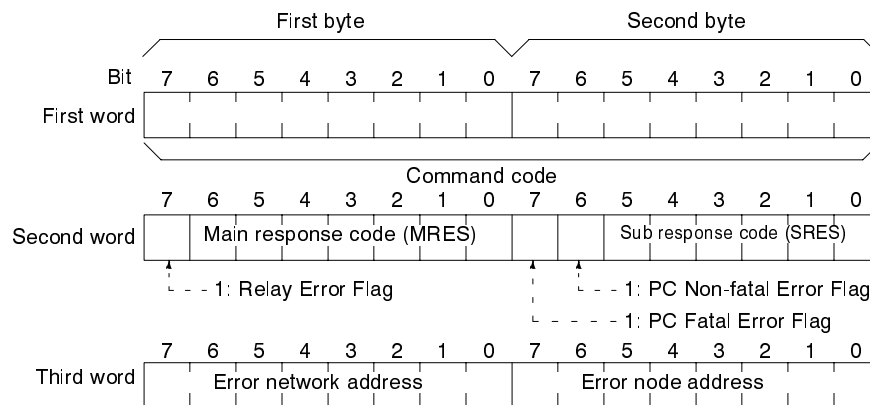 First byte Second byte
Bit 7 6 5 4 3 2 1 0 7 6 5 4 3 2 1 0
First word
Command code
7 6 5 4 3 2 1 0 7 6 5 4 3 2 1 0
Second word Main response code (MRES) Sub response code (SRES)
1: Relay Error Flag 1: PC Non-fatal Error Flag
1: PC Fatal Error Flag
7 6 5 4 3 2 1 0 7 6 5 4 3 2 1 0
Third word Error network address Error node address